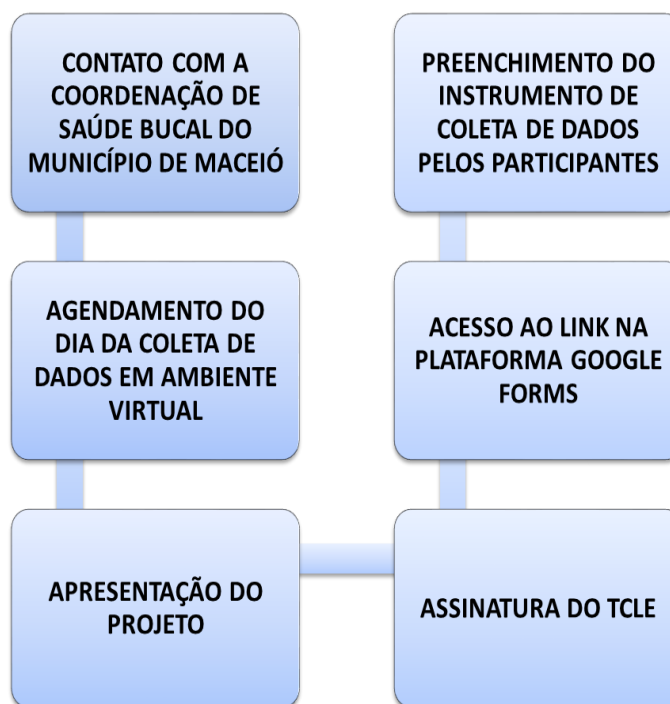 CONTATO COM A
COORDENAÇÃO DE
SAÚDE BUCAL DO
MUNICÍPIO DE MACEIÓ
AGENDAMENTO DO
DIA DA COLETA DE
DADOS EM AMBIENTE
VIRTUAL
APRESENTAÇÃO DO
PROJETO
ASSINATURA DO TCLE
ACESSO AO LINK NA
PLATAFORMA GOOGLE
FORMS
PREENCHIMENTO DO
INSTRUMENTO DE
COLETA DE DADOS
PELOS PARTICIPANTES